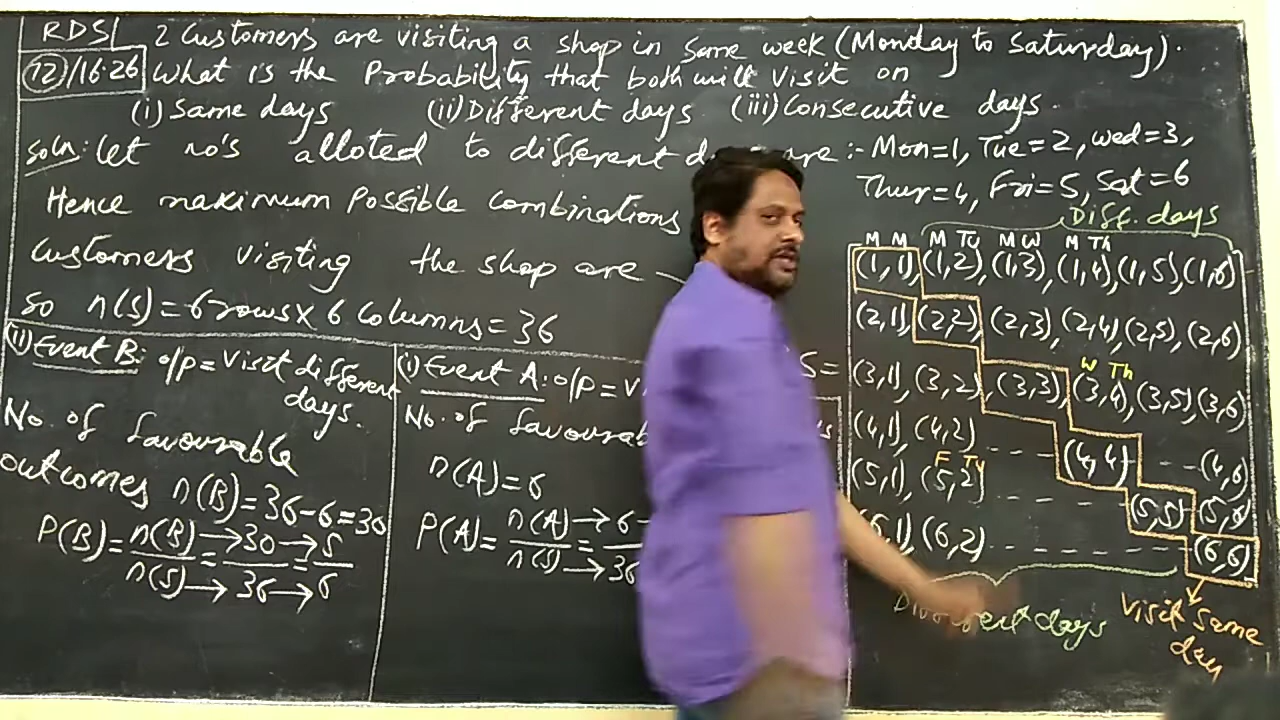 RDS 2 Customers are visiting a shop in same week (Monday to Saturday).
12/16.26 What is the Probability that both will visit on
(i) Same days (ii) Different days (iii) Consecutive days.
Soln: Let no's alloted to different are :- Mon=1, Tue=2, wed=3,
Thur=4, Fri=5, Sat=6
Hence maximum Possible Combinations
Customers visiting the shop are
So n(S)=6 rows×6 Columns=36
Diff. days
M M M Tu M W M Th
(1,1) (1,2), (1,3), (1,4), (1,5), (1,6)
(2,1), (2,2), (2,3), (2,4), (2,5), (2,6)
W Th
S= (3,1), (3,2), (3,3), (3,4), (3,5), (3,6)
(4,1), (4,2) - - - (4,4) - - - (4,6)
F Tu
(5,1), (5,2) - - - (5,5) (5,6)
(6,2) - - - - - - - (6,6)
days
Visit Same
day
(ii) Event B: o/p= Visit different
days.
No. of favourable
outcomes n(B)=36-6=30
P(B)=n(B)→30→5
n(S)→36→6
(i) Event A: o/p=
No. of
n(A)=6
P(A)=n(A)→6
n(S)→36